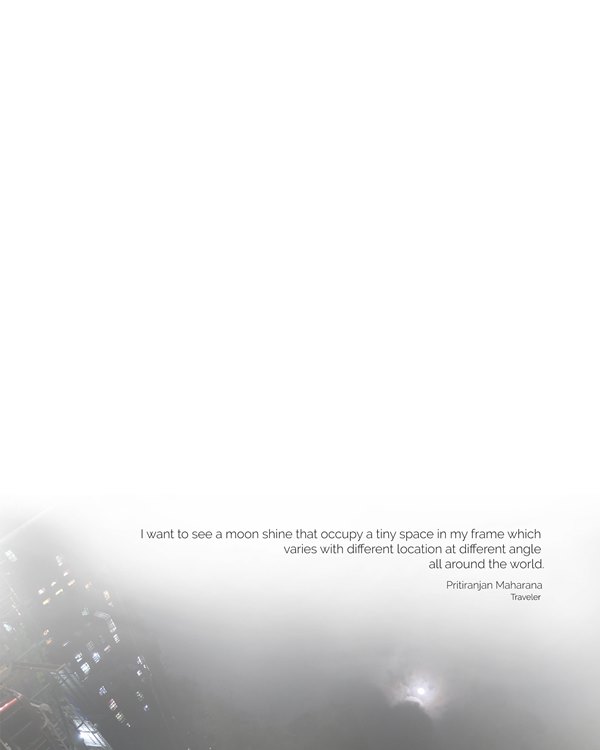 I want to see a moon shine that occupy a tiny space in my frame which
varies with different location at different angle
all around the world.
Pritiranjan Maharana
Traveler